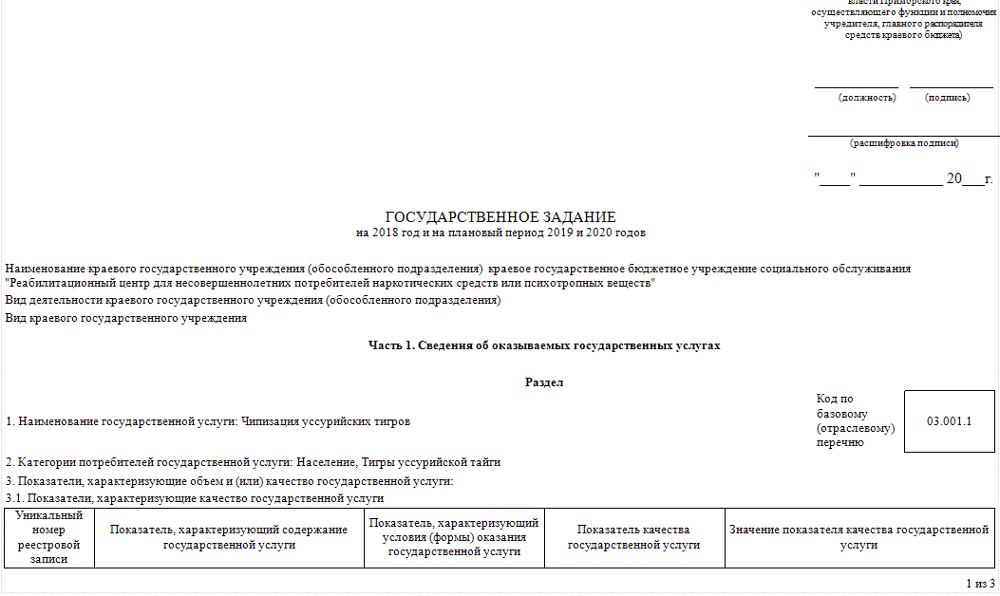 власти Приморского края,
осуществляющего функции и полномочия
учредителя, главного распорядителя
средств краевого бюджета)
(должность) (подпись)
(расшифровка подписи)
"____" ___________ 20___г.
ГОСУДАРСТВЕННОЕ ЗАДАНИЕ
на 2018 год и на плановый период 2019 и 2020 годов
Наименование краевого государственного учреждения (обособленного подразделения) краевое государственное бюджетное учреждение социального обслуживания
"Реабилитационный центр для несовершеннолетних потребителей наркотических средств или психотропных веществ"
Вид деятельности краевого государственного учреждения (обособленного подразделения)
Вид краевого государственного учреждения
Часть 1. Сведения об оказываемых государственных услугах
Раздел
1. Наименование государственной услуги: Чипизация уссурийских тигров
Код по
базовому
(отраслевому)
перечню
03.001.1
2. Категории потребителей государственной услуги: Население, Тигры уссурийской тайги
3. Показатели, характеризующие объем и (или) качество государственной услуги:
3.1. Показатели, характеризующие качество государственной услуги
Уникальный
номер
реестровой
записи
Показатель, характеризующий содержание
государственной услуги
Показатель, характеризующий
условия (формы) оказания
государственной услуги
Показатель качества
государственной услуги
Значение показателя качества государственной
услуги
1 из 3